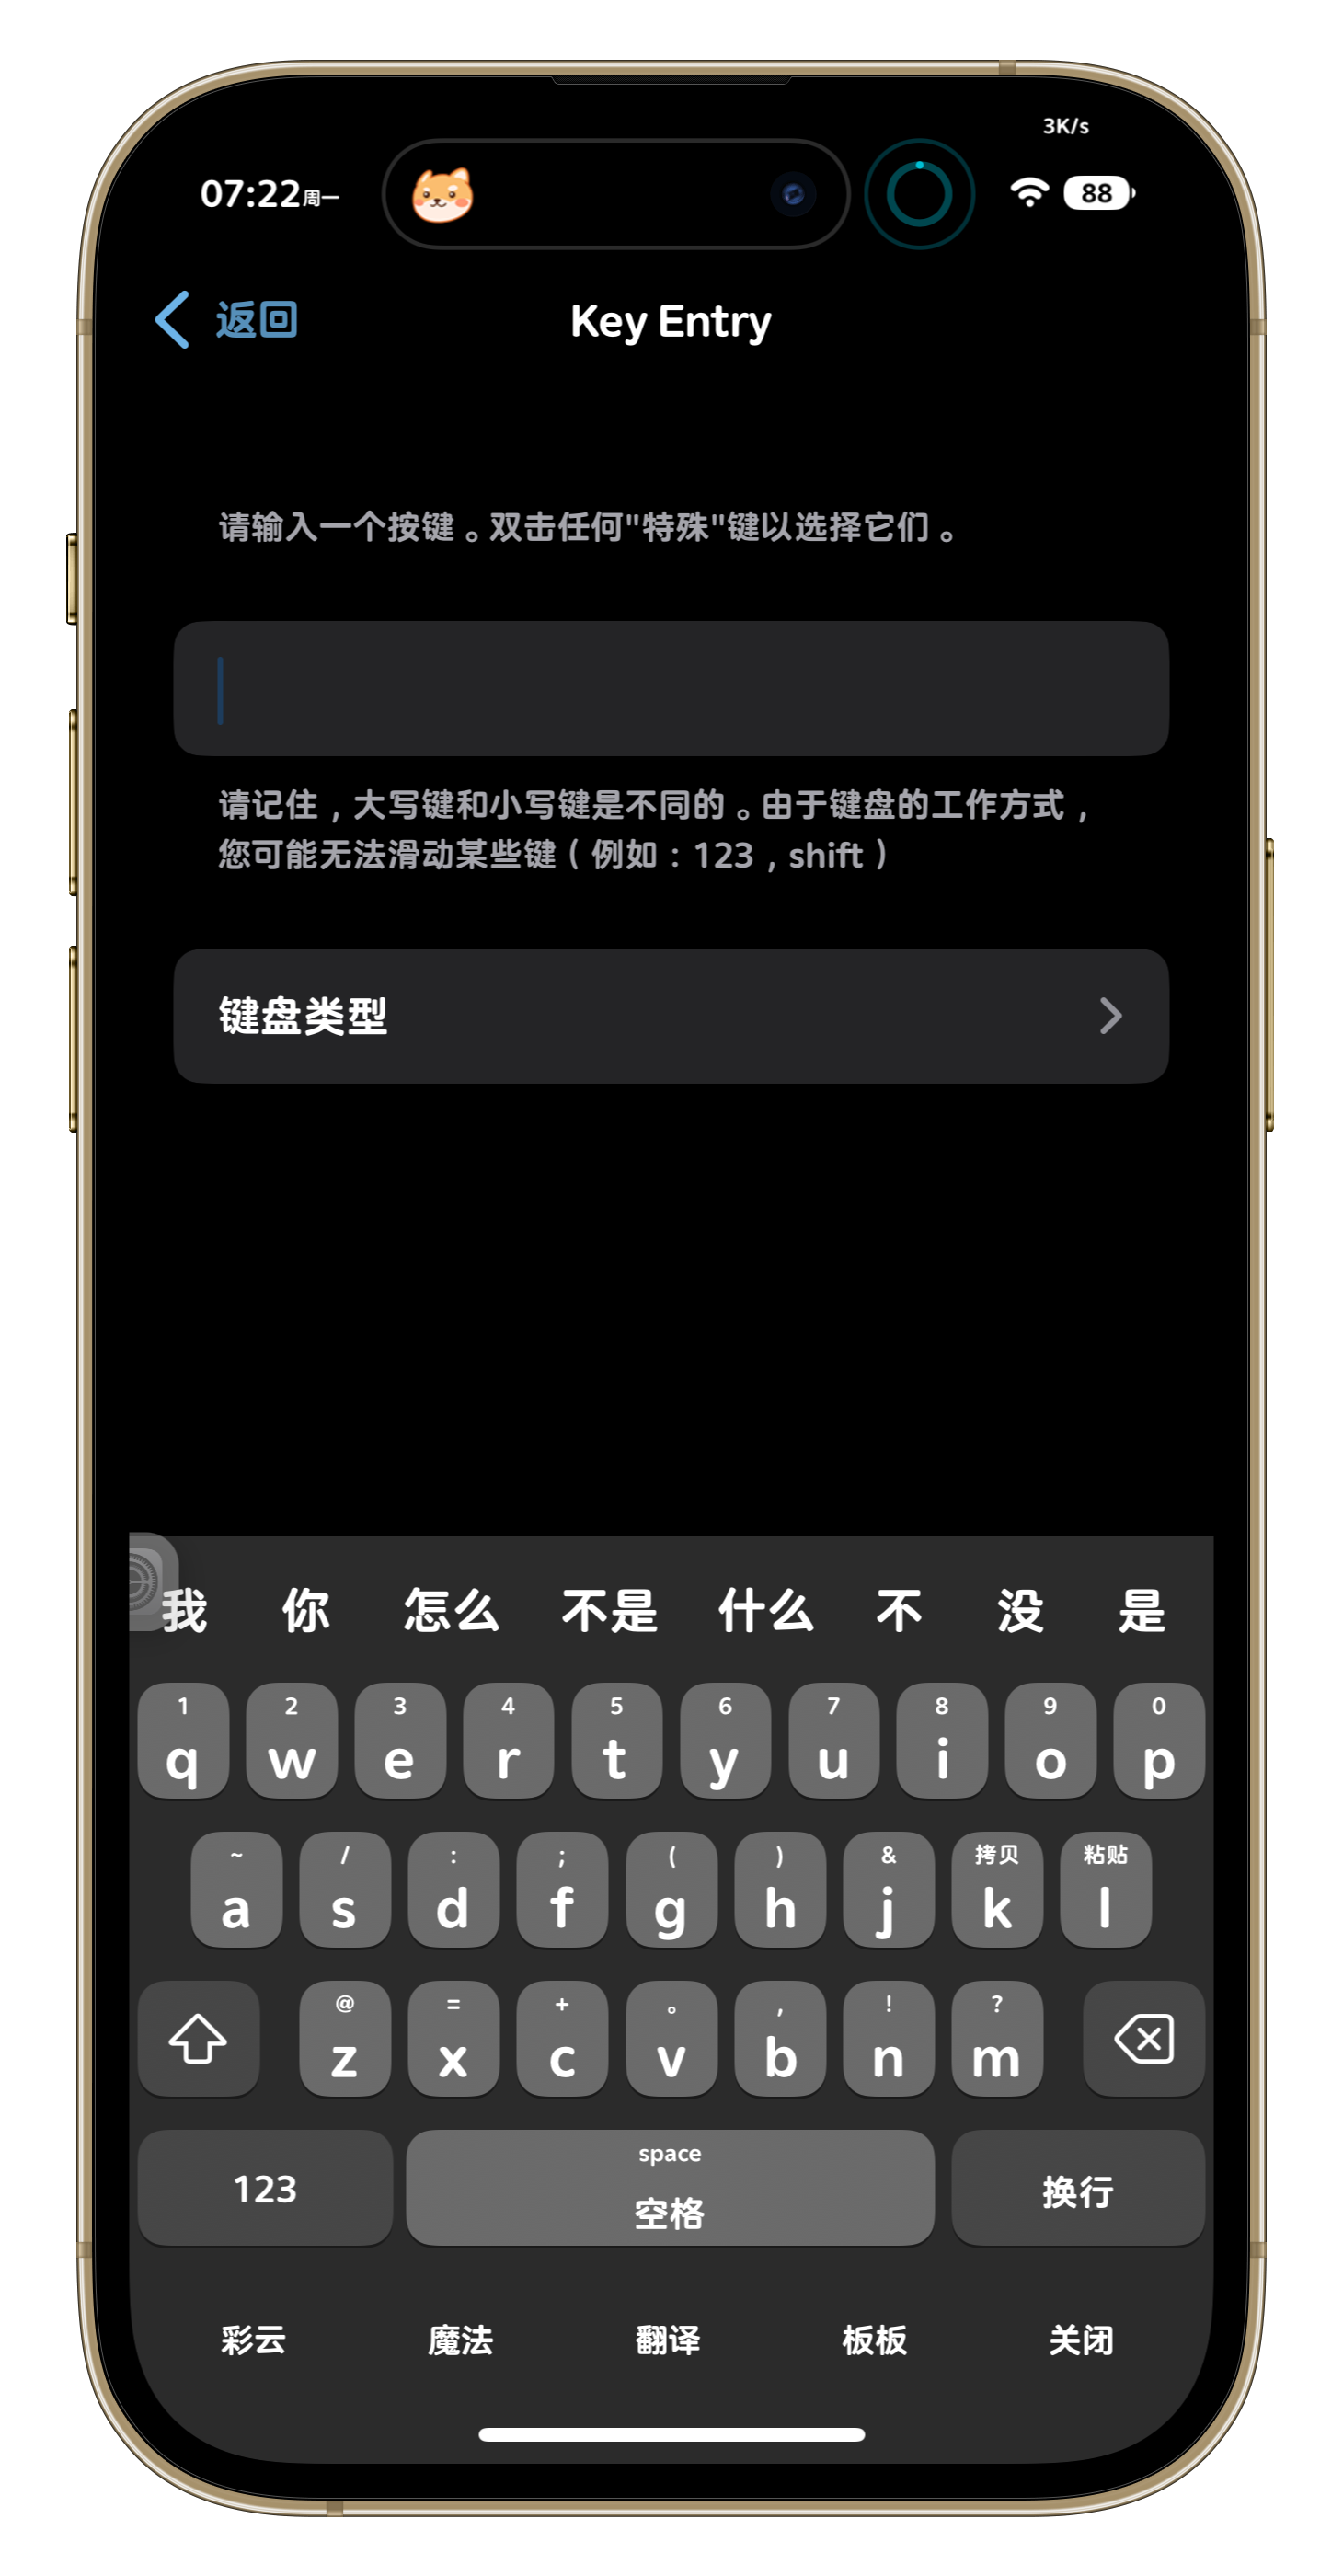 3K/s
07:22周一
88
返回
Key Entry
请输入一个按键。双击任何"特殊"键以选择它们。
请记住，大写键和小写键是不同的。由于键盘的工作方式，
您可能无法滑动某些键（例如：123，shift）
键盘类型
我 你 怎么 不是 什么 不 没 是
1 2 3 4 5 6 7 8 9 0
q w e r t y u i o p
~ / : ; ( ) & 拷贝 粘贴
a s d f g h j k l
@ = + 。 , ! ?
z x c v b n m
space
123 空格 换行
彩云 魔法 翻译 板板 关闭